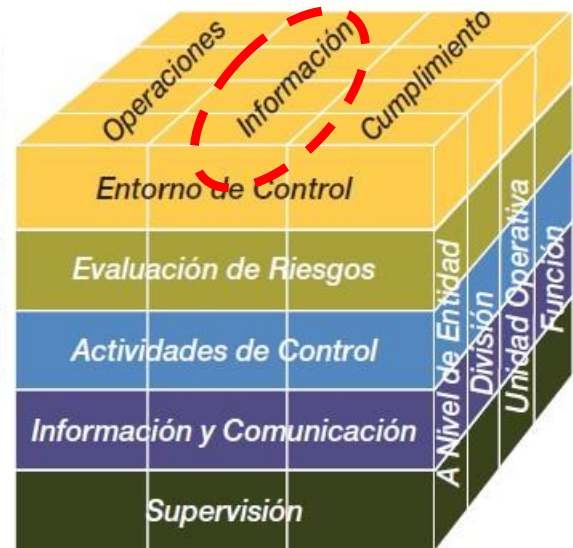 Operaciones
Información
Cumplimiento
Entorno de Control
Evaluación de Riesgos
Actividades de Control
Información y Comunicación
Supervisión
A Nivel de Entidad
División
Unidad Operativa
Función